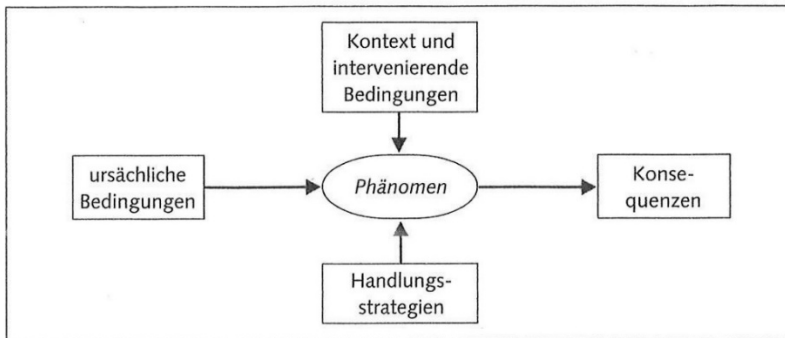 Kontext und
intervenierende
Bedingungen
ursächliche
Bedingungen
Phänomen
Konse-
quenzen
Handlungs-
strategien